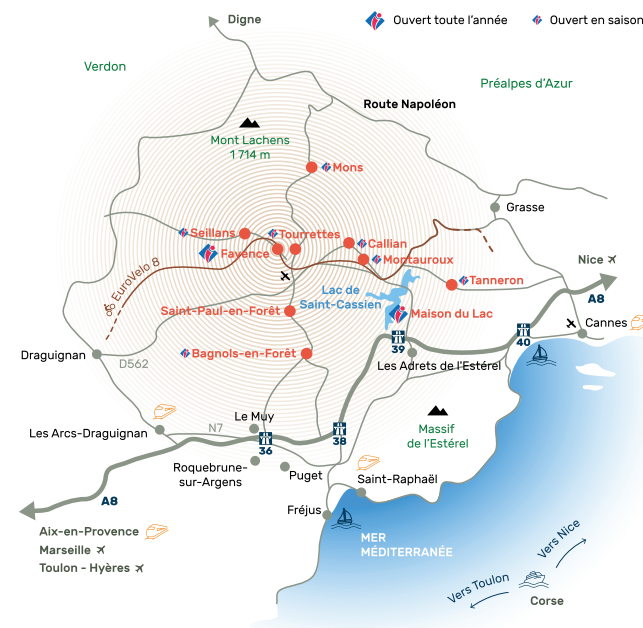 Digne
Ouvert toute l'année
Ouvert en saison
Verdon
Préalpes d'Azur
Route Napoléon
Mont Lachens
1 714 m
Mons
Grasse
Seillans
Tourrettes
Callian
Fayence
Montauroux
Nice
EuroVelo 8
Tanneron
Lac de
Saint-Cassien
A8
Saint-Paul-en-Forêt
Maison du Lac
Cannes
40
39
Draguignan
D562
Bagnols-en-Forêt
Les Adrets de l'Estérel
Le Muy
N7
Les Arcs-Draguignan
36
38
Massif
de l'Estérel
Roquebrune-
sur-Argens
Puget
Saint-Raphaël
A8
Fréjus
Aix-en-Provence
Marseille
Toulon - Hyères
MER
MÉDITERRANÉE
Vers Nice
Vers Toulon
Corse